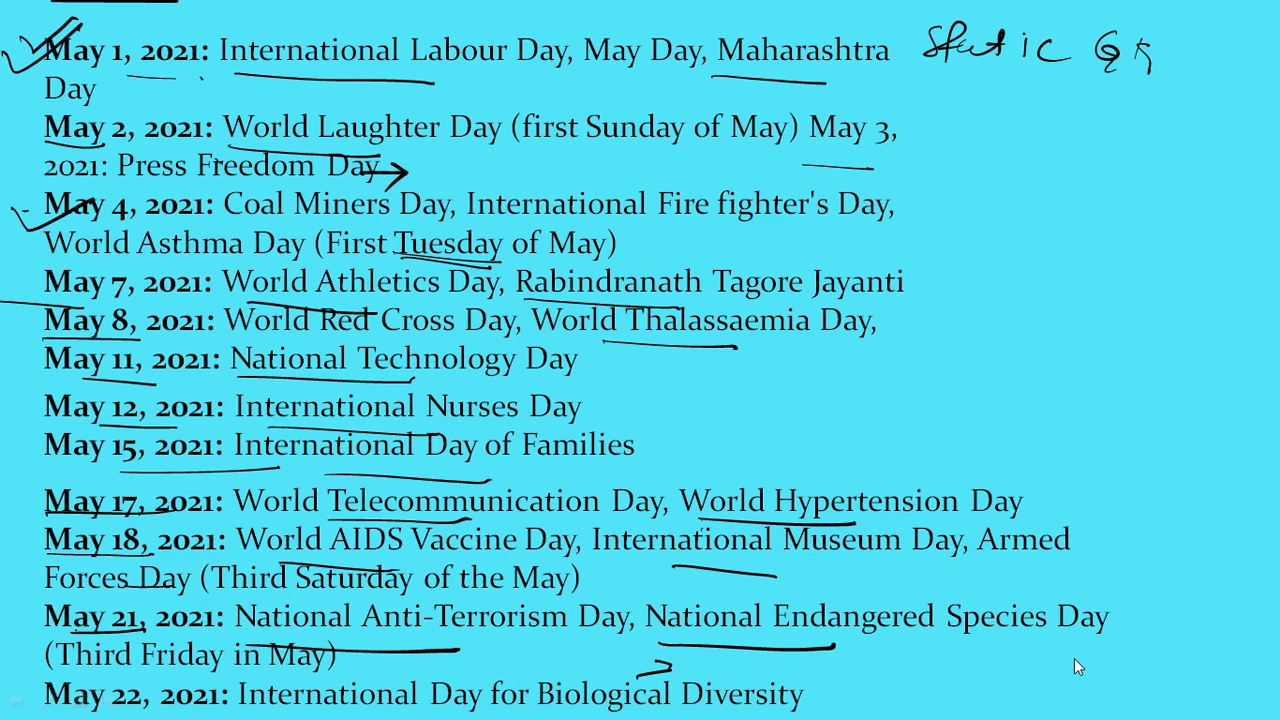 May 1, 2021: International Labour Day, May Day, Maharashtra Static GK
Day
May 2, 2021: World Laughter Day (first Sunday of May) May 3,
2021: Press Freedom Day
May 4, 2021: Coal Miners Day, International Fire fighter's Day,
World Asthma Day (First Tuesday of May)
May 7, 2021: World Athletics Day, Rabindranath Tagore Jayanti
May 8, 2021: World Red Cross Day, World Thalassaemia Day,
May 11, 2021: National Technology Day
May 12, 2021: International Nurses Day
May 15, 2021: International Day of Families
May 17, 2021: World Telecommunication Day, World Hypertension Day
May 18, 2021: World AIDS Vaccine Day, International Museum Day, Armed
Forces Day (Third Saturday of the May)
May 21, 2021: National Anti-Terrorism Day, National Endangered Species Day
(Third Friday in May)
May 22, 2021: International Day for Biological Diversity